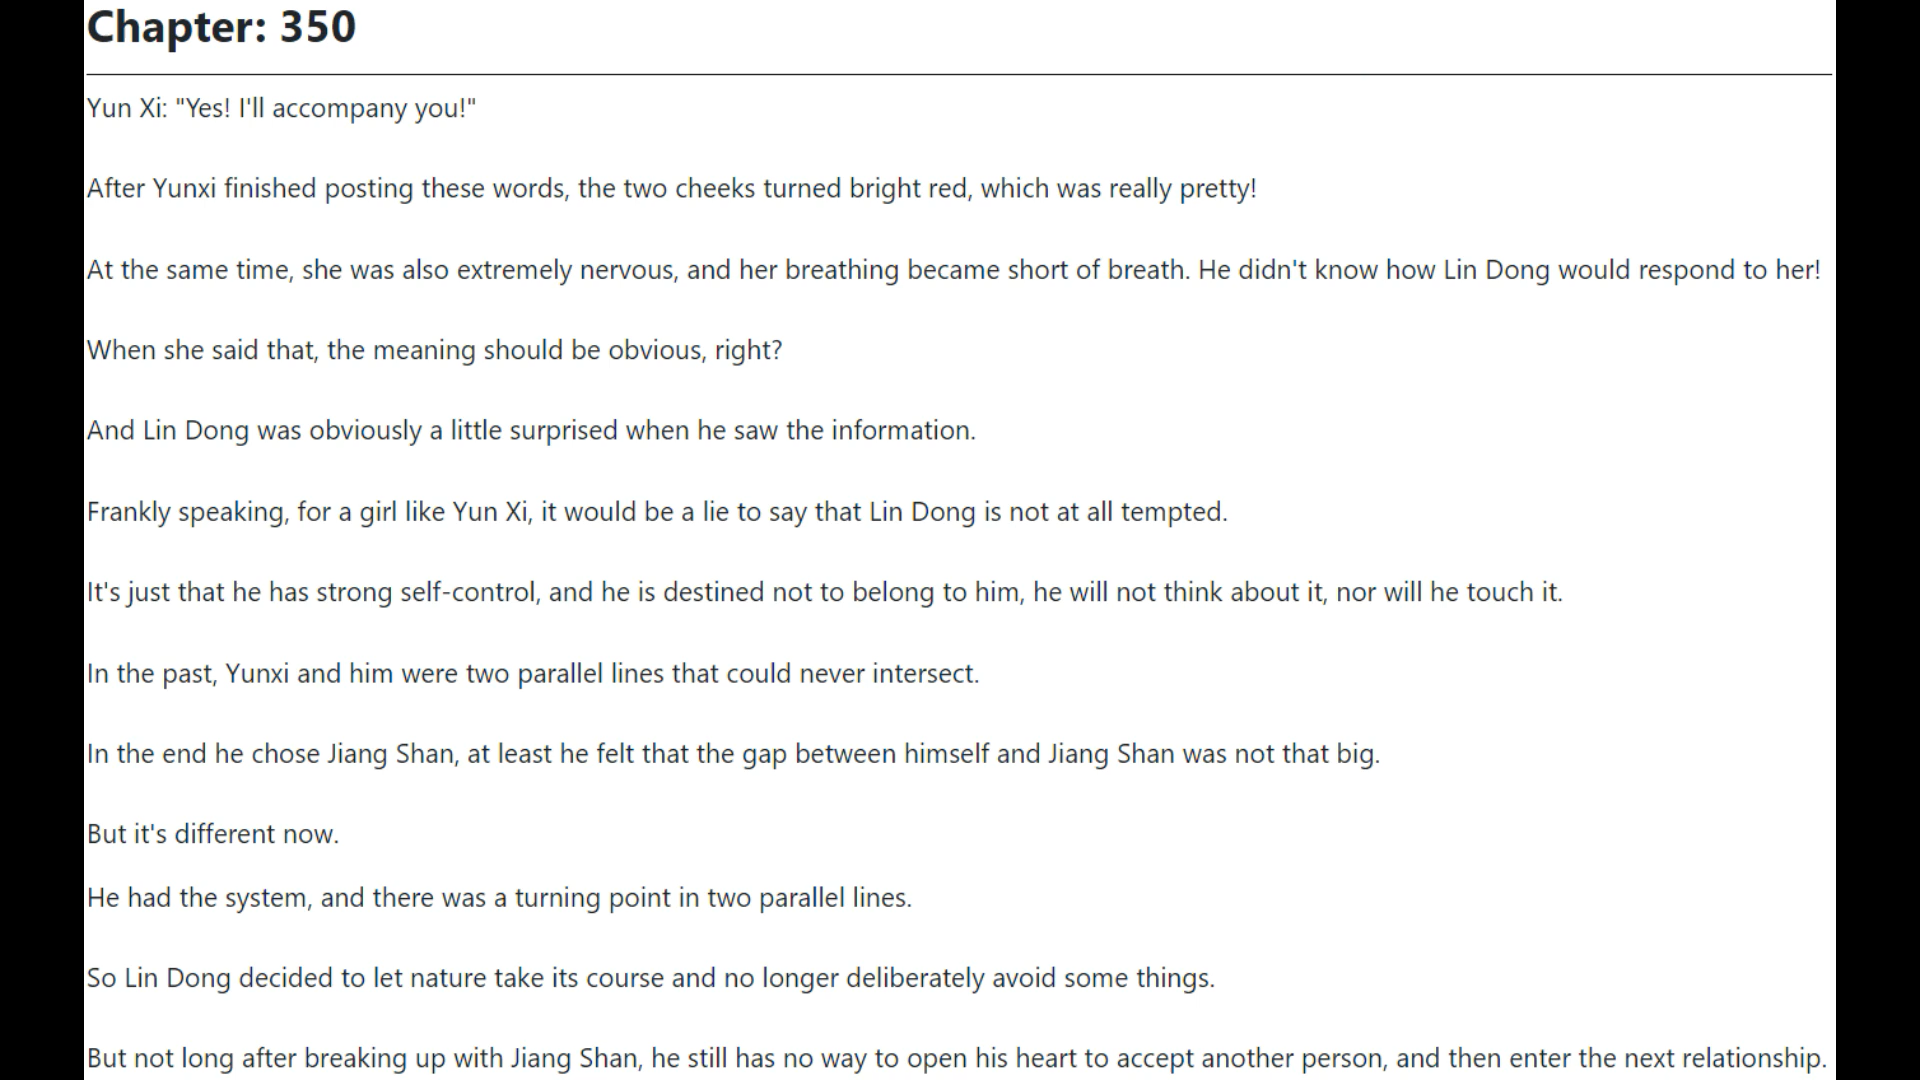 Chapter: 350
Yun Xi: "Yes! I'll accompany you!"
After Yunxi finished posting these words, the two cheeks turned bright red, which was really pretty!
At the same time, she was also extremely nervous, and her breathing became short of breath. He didn't know how Lin Dong would respond to her!
When she said that, the meaning should be obvious, right?
And Lin Dong was obviously a little surprised when he saw the information.
Frankly speaking, for a girl like Yun Xi, it would be a lie to say that Lin Dong is not at all tempted.
It's just that he has strong self-control, and he is destined not to belong to him, he will not think about it, nor will he touch it.
In the past, Yunxi and him were two parallel lines that could never intersect.
In the end he chose Jiang Shan, at least he felt that the gap between himself and Jiang Shan was not that big.
But it's different now.
He had the system, and there was a turning point in two parallel lines.
So Lin Dong decided to let nature take its course and no longer deliberately avoid some things.
But not long after breaking up with Jiang Shan, he still has no way to open his heart to accept another person, and then enter the next relationship.